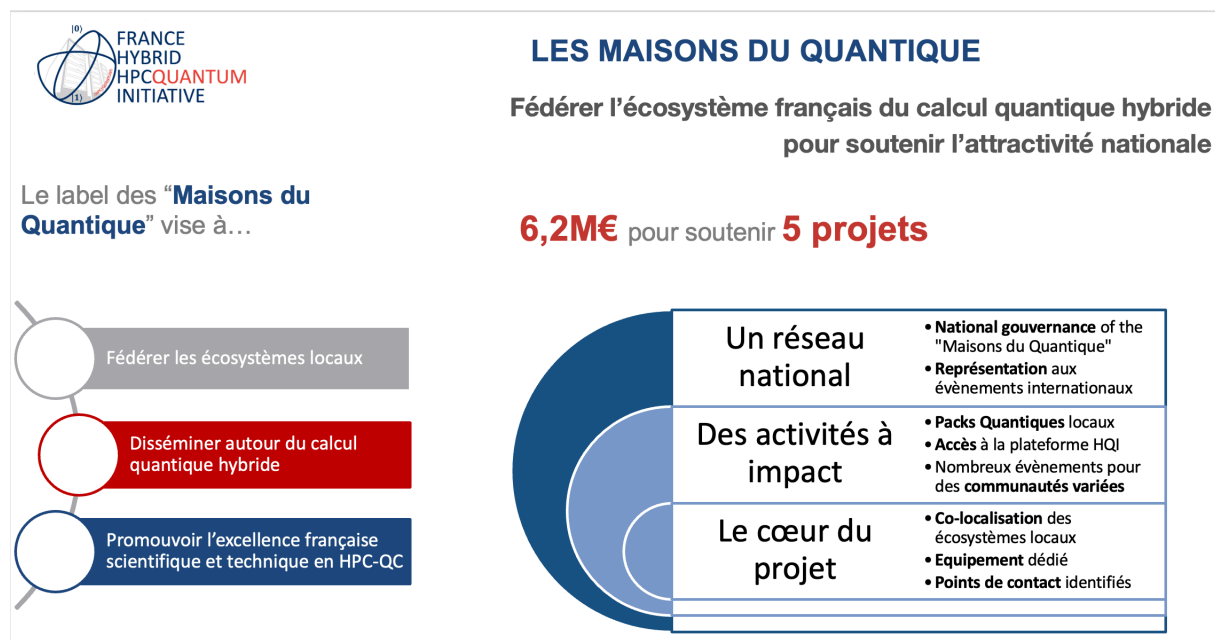 |0⟩
FRANCE
HYBRID
HPCQUANTUM
INITIATIVE
|1⟩
LES MAISONS DU QUANTIQUE
Fédérer l’écosystème français du calcul quantique hybride
pour soutenir l’attractivité nationale
Le label des “Maisons du
Quantique” vise à…
6,2M€ pour soutenir 5 projets
Fédérer les écosystèmes locaux
Disséminer autour du calcul
quantique hybride
Promouvoir l’excellence française
scientifique et technique en HPC-QC
Un réseau
national
• National gouvernance of the
"Maisons du Quantique"
• Représentation aux
évènements internationaux
Des activités à
impact
• Packs Quantiques locaux
• Accès à la plateforme HQI
• Nombreux évènements pour
des communautés variées
Le cœur du
projet
• Co-localisation des
écosystèmes locaux
• Equipement dédié
• Points de contact identifiés